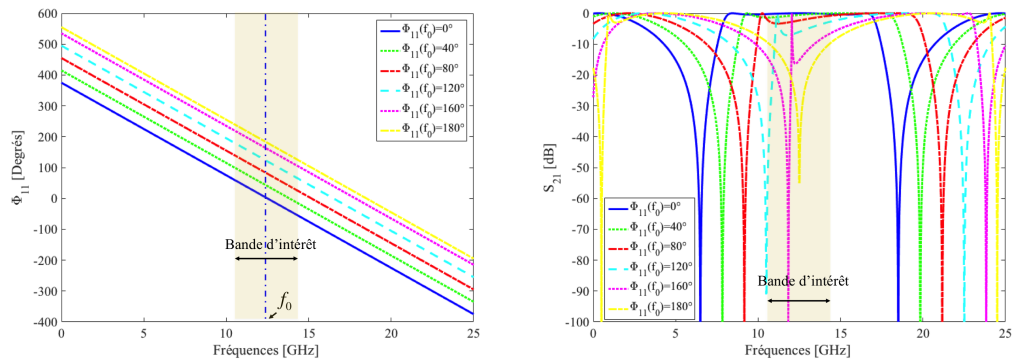 600
500
400
300
200
100
0
-100
-200
-300
-400
Φ11 [Degrés]
0
5
10
15
20
25
Fréquences [GHz]
Φ11(f0)=0°
Φ11(f0)=40°
Φ11(f0)=80°
Φ11(f0)=120°
Φ11(f0)=160°
Φ11(f0)=180°
Bande d'intérêt
f0
0
-10
-20
-30
-40
-50
-60
-70
-80
-90
-100
S21 [dB]
0
5
10
15
20
25
Fréquences [GHz]
Φ11(f0)=0°
Φ11(f0)=40°
Φ11(f0)=80°
Φ11(f0)=120°
Φ11(f0)=160°
Φ11(f0)=180°
Bande d'intérêt